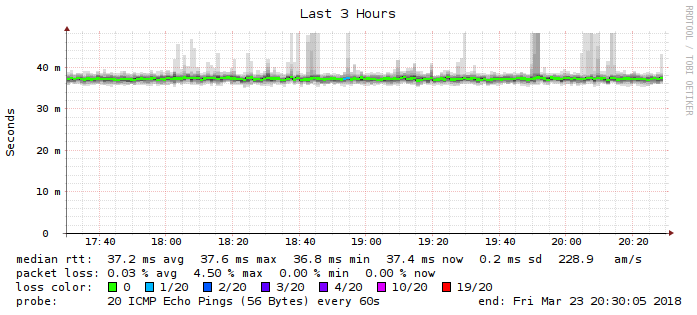 Last 3 Hours
RRDTOOL / TOBI OETIKER
Seconds
40 m
30 m
20 m
10 m
0
17:40 18:00 18:20 18:40 19:00 19:20 19:40 20:00 20:20
median rtt: 37.2 ms avg 37.6 ms max 36.8 ms min 37.4 ms now 0.2 ms sd 228.9 am/s
packet loss: 0.03 % avg 4.50 % max 0.00 % min 0.00 % now
loss color: 0 1/20 2/20 3/20 4/20 10/20 19/20
probe: 20 ICMP Echo Pings (56 Bytes) every 60s end: Fri Mar 23 20:30:05 2018